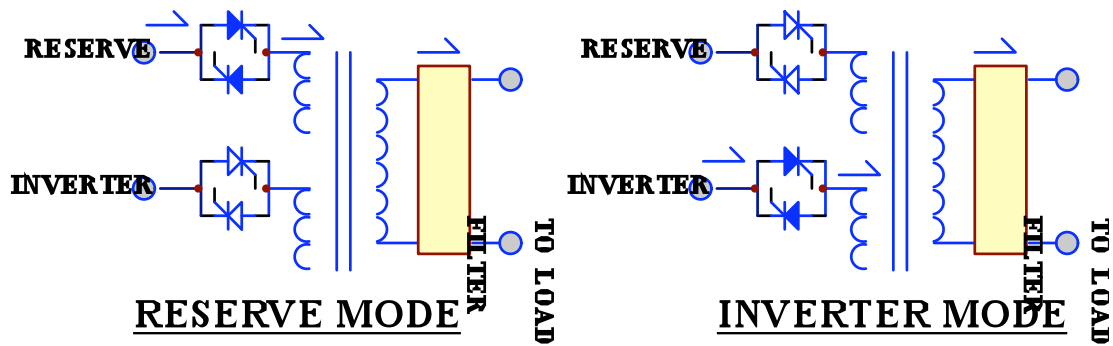 RESERVE
INVERTER
FILTER
TO LOAD
RESERVE MODE
RESERVE
INVERTER
FILTER
TO LOAD
INVERTER MODE